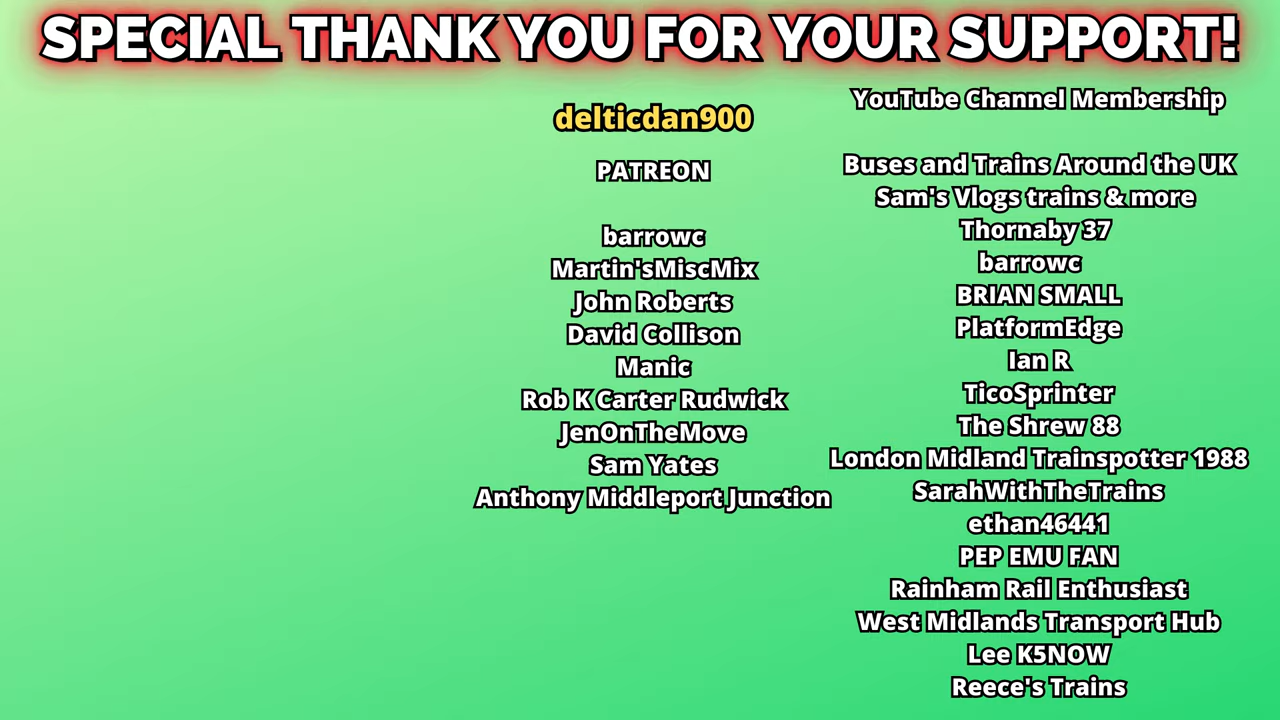 SPECIAL THANK YOU FOR YOUR SUPPORT!
delticdan900
PATREON
barrowc
Martin'sMiscMix
John Roberts
David Collison
Manic
Rob K Carter Rudwick
JenOnTheMove
Sam Yates
Anthony Middleport Junction
YouTube Channel Membership
Buses and Trains Around the UK
Sam's Vlogs trains & more
Thornaby 37
barrowc
BRIAN SMALL
PlatformEdge
Ian R
TicoSprinter
The Shrew 88
London Midland Trainspotter 1988
SarahWithTheTrains
ethan46441
PEP EMU FAN
Rainham Rail Enthusiast
West Midlands Transport Hub
Lee K5NOW
Reece's Trains